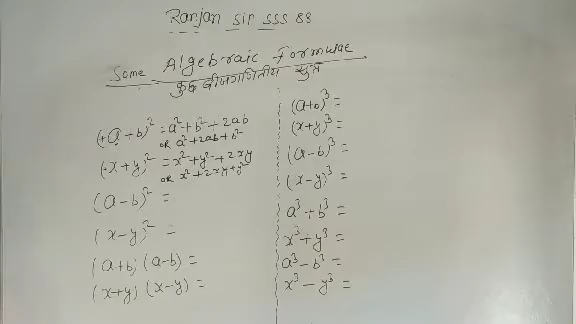 Ranjan Sir SSS 88
Some Algebraic Formulae
कुछ बीजगणितीय सूत्र
(+a+b)² = a²+b²+2ab
or a²+2ab+b²
(x+y)² = x²+y²+2xy
OR x²+2xy+y²
(a-b)² =
(x-y)² =
(a+b)(a-b) =
(x+y)(x-y) =
(a+b)³ =
(x+y)³ =
(a-b)³ =
(x-y)³ =
a³+b³ =
x³+y³ =
a³-b³ =
x³-y³ =